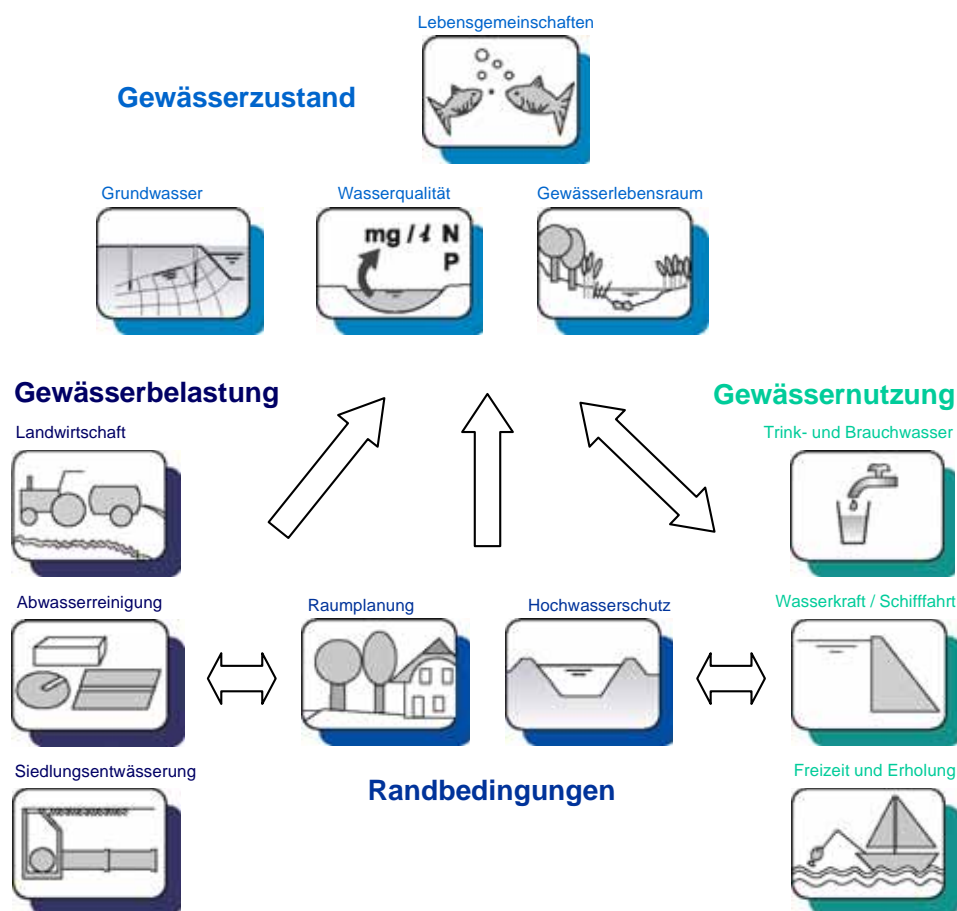 Lebensgemeinschaften
Gewässerzustand
Grundwasser
Wasserqualität
Gewässerlebensraum
mg / l N
P
Gewässerbelastung
Gewässernutzung
Landwirtschaft
Trink- und Brauchwasser
Abwasserreinigung
Raumplanung
Hochwasserschutz
Wasserkraft / Schifffahrt
Siedlungsentwässerung
Randbedingungen
Freizeit und Erholung